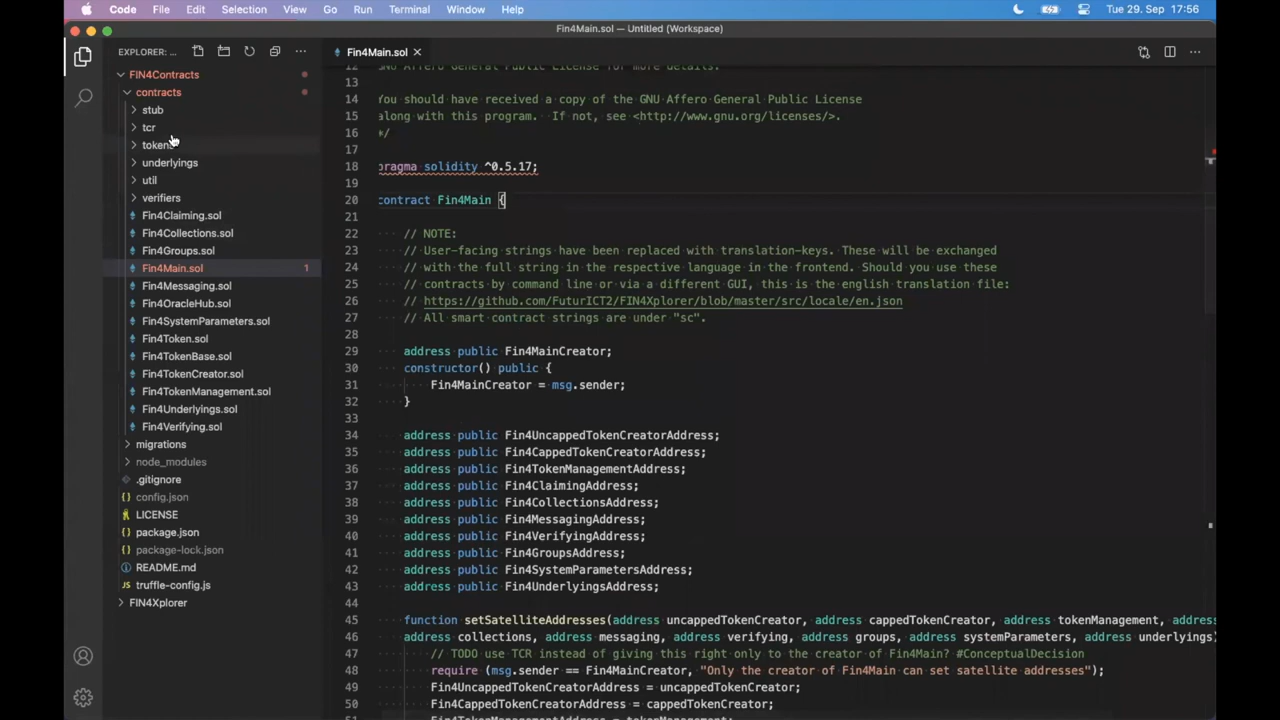 Code File Edit Selection View Go Run Terminal Window Help Tue 29. Sep 17:56
Fin4Main.sol — Untitled (Workspace)
EXPLORER: ...
Fin4Main.sol
FIN4Contracts
contracts
stub
tcr
tokens
underlyings
util
verifiers
Fin4Claiming.sol
Fin4Collections.sol
Fin4Groups.sol
Fin4Main.sol 1
Fin4Messaging.sol
Fin4OracleHub.sol
Fin4SystemParameters.sol
Fin4Token.sol
Fin4TokenBase.sol
Fin4TokenCreator.sol
Fin4TokenManagement.sol
Fin4Underlyings.sol
Fin4Verifying.sol
migrations
node_modules
.gitignore
{} config.json
LICENSE
{} package.json
{} package-lock.json
README.md
JS truffle-config.js
FIN4Xplorer
12 GNU Affero General Public License for more details.
13
14 You should have received a copy of the GNU Affero General Public License
15 along with this program. If not, see <http://www.gnu.org/licenses/>.
16 */
17
18 pragma solidity ^0.5.17;
19
20 contract Fin4Main {
21
22 // NOTE:
23 // User-facing strings have been replaced with translation-keys. These will be exchanged
24 // with the full string in the respective language in the frontend. Should you use these
25 // contracts by command line or via a different GUI, this is the english translation file:
26 // https://github.com/FuturICT2/FIN4Xplorer/blob/master/src/locale/en.json
27 // All smart contract strings are under "sc".
28
29 address public Fin4MainCreator;
30 constructor() public {
31 Fin4MainCreator = msg.sender;
32 }
33
34 address public Fin4UncappedTokenCreatorAddress;
35 address public Fin4CappedTokenCreatorAddress;
36 address public Fin4TokenManagementAddress;
37 address public Fin4ClaimingAddress;
38 address public Fin4CollectionsAddress;
39 address public Fin4MessagingAddress;
40 address public Fin4VerifyingAddress;
41 address public Fin4GroupsAddress;
42 address public Fin4SystemParametersAddress;
43 address public Fin4UnderlyingsAddress;
44
45 function setSatelliteAddresses(address uncappedTokenCreator, address cappedTokenCreator, address tokenManagement, address
46 address collections, address messaging, address verifying, address groups, address systemParameters, address underlyings)
47 // TODO use TCR instead of giving this right only to the creator of Fin4Main? #ConceptualDecision
48 require (msg.sender == Fin4MainCreator, "Only the creator of Fin4Main can set satellite addresses");
49 Fin4UncappedTokenCreatorAddress = uncappedTokenCreator;
50 Fin4CappedTokenCreatorAddress = cappedTokenCreator;
51 Fin4TokenManagementAddress = tokenManagement;